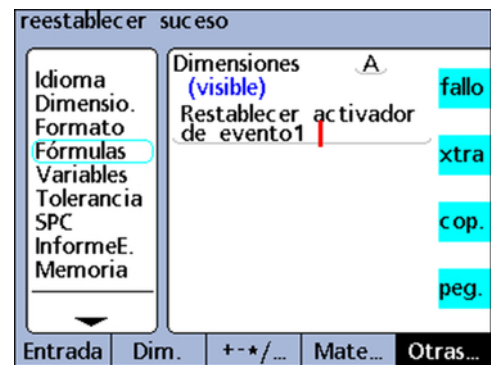 reestablecer suceso
Idioma
Dimensio.
Formato
Fórmulas
Variables
Tolerancia
SPC
InformeE.
Memoria
Dimensiones A
(visible)
Restablecer activador
de evento1
fallo
xtra
cop.
peg.
Entrada Dim. +-*/... Mate... Otras...